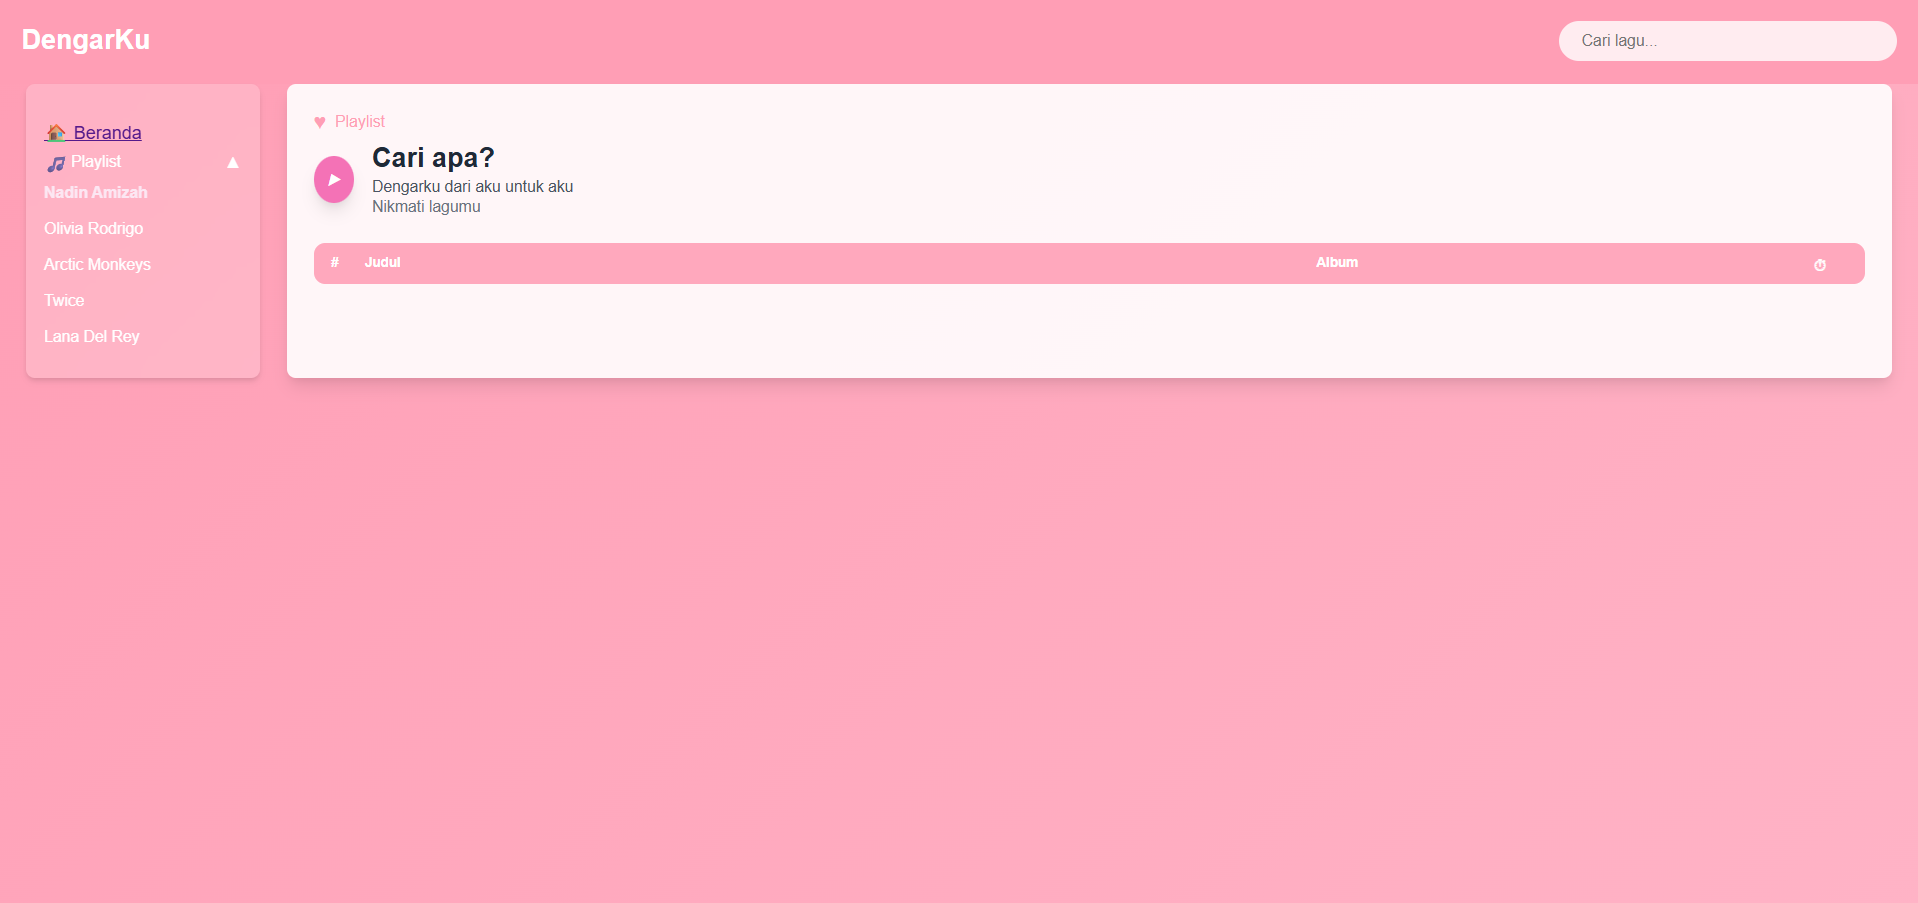 DengarKu
Cari lagu...
🏠 Beranda
🎵 Playlist ▲
Nadin Amizah
Olivia Rodrigo
Arctic Monkeys
Twice
Lana Del Rey
♥ Playlist
Cari apa?
Dengarku dari aku untuk aku
Nikmati lagumu
# Judul Album ⏱